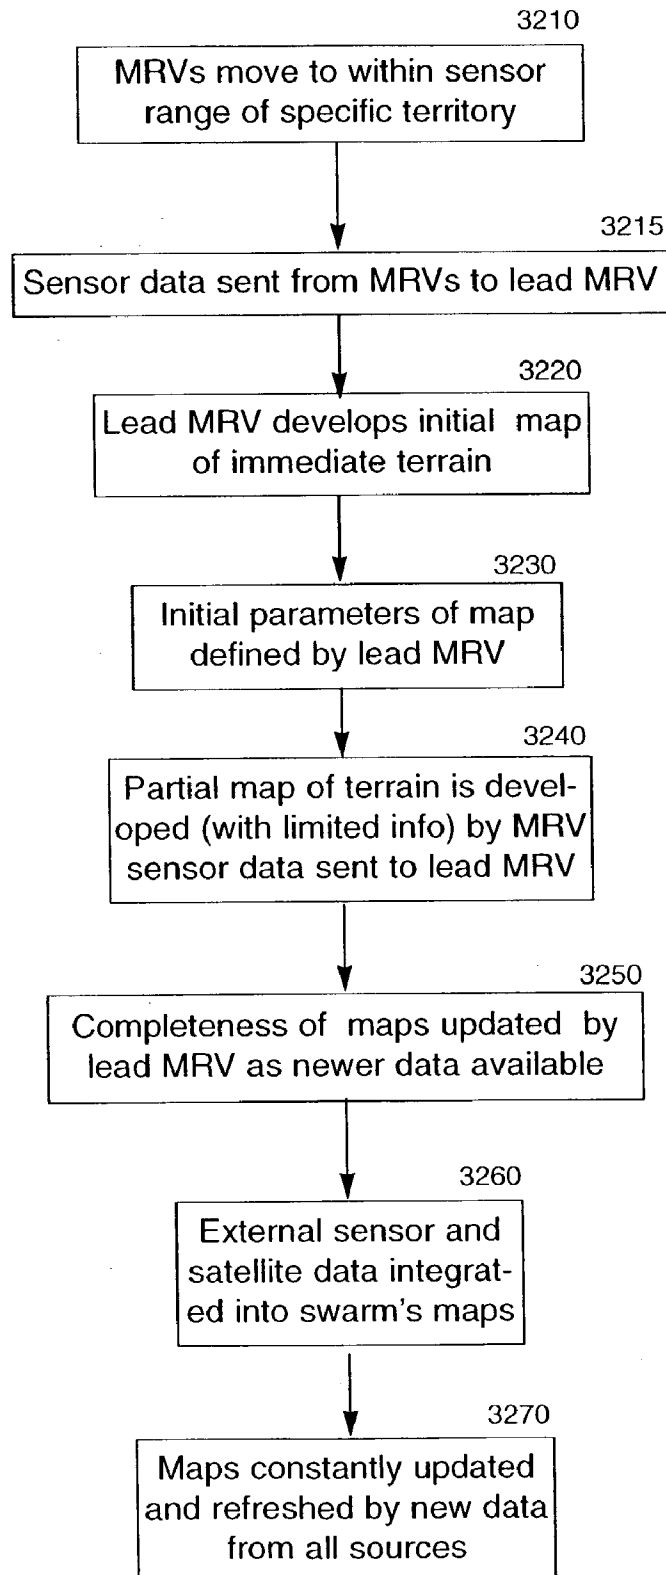 3210
MRVs move to within sensor
range of specific territory
3215
Sensor data sent from MRVs to lead MRV
3220
Lead MRV develops initial map
of immediate terrain
3230
Initial parameters of map
defined by lead MRV
3240
Partial map of terrain is devel-
oped (with limited info) by MRV
sensor data sent to lead MRV
3250
Completeness of maps updated by
lead MRV as newer data available
3260
External sensor and
satellite data integrat-
ed into swarm's maps
3270
Maps constantly updated
and refreshed by new data
from all sources